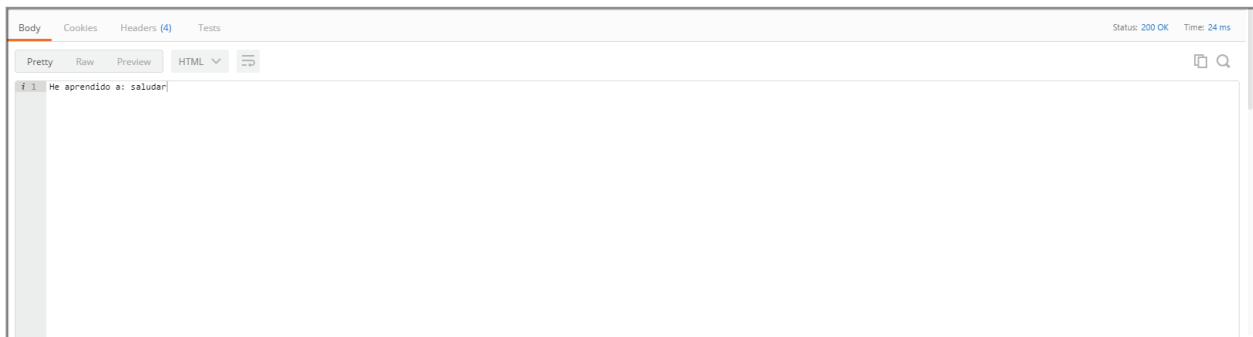 Body Cookies Headers (4) Tests Status: 200 OK Time: 24 ms
Pretty Raw Preview HTML
i 1 He aprendido a: saludar